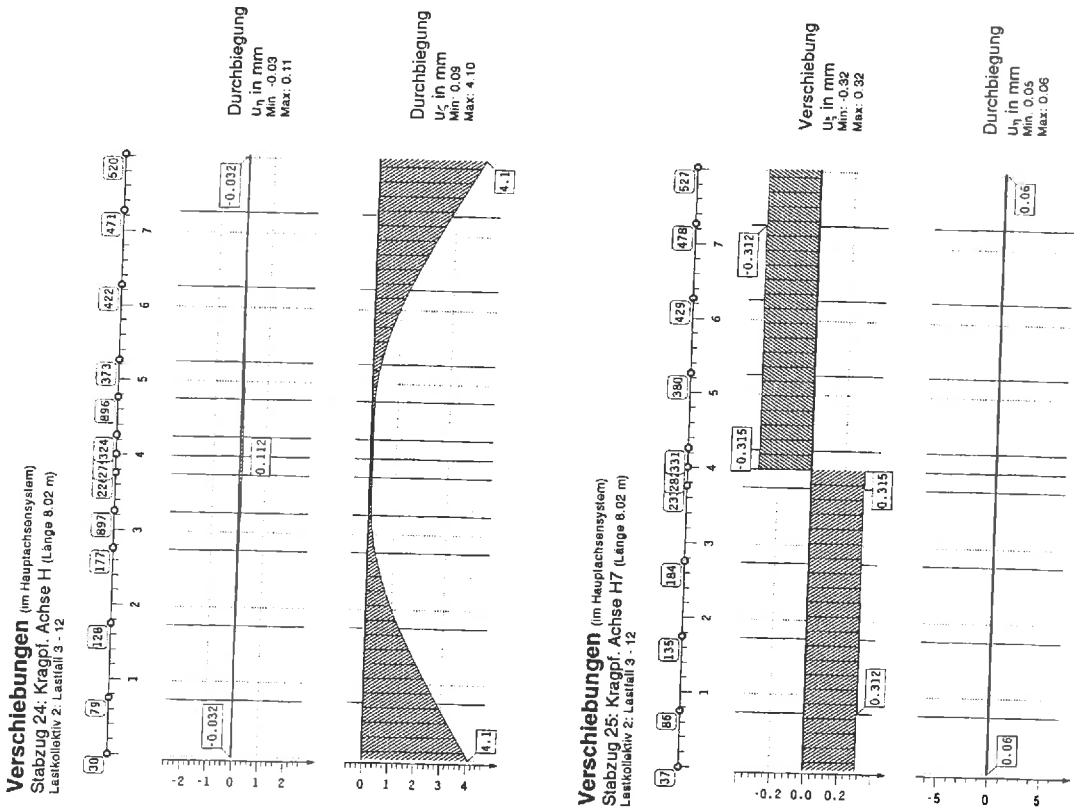 Verschiebungen (im Hauptachsensystem)
Stabzug 24: Kragpf. Achse H (Länge 8.02 m)
Lastkollektiv 2: Lastfall 3 - 12
30 79 128 177 897 324 896 373 422 471 520
1 2 3 4 5 6 7
-0.032 0.112 -0.032
-2 -1 0 1 2
Durchbiegung
Uη in mm
Min -0.03
Max: 0.11
4.1 4.1
0 1 2 3 4
Durchbiegung
Uζ in mm
Min: 0.09
Max: 4.10
Verschiebungen (im Hauptachsensystem)
Stabzug 25: Kragpf. Achse H7 (Länge 8.02 m)
Lastkollektiv 2: Lastfall 3 - 12
37 86 135 184 331 380 429 478 527
1 2 3 4 5 6 7
-0.315 -0.312
0.312 0.315
-0.2 0.0 0.2
Verschiebung
Uξ in mm
Min: -0.32
Max: 0.32
0.06 0.06
-5 0 5
Durchbiegung
Uη in mm
Min. 0.05
Max: 0.06